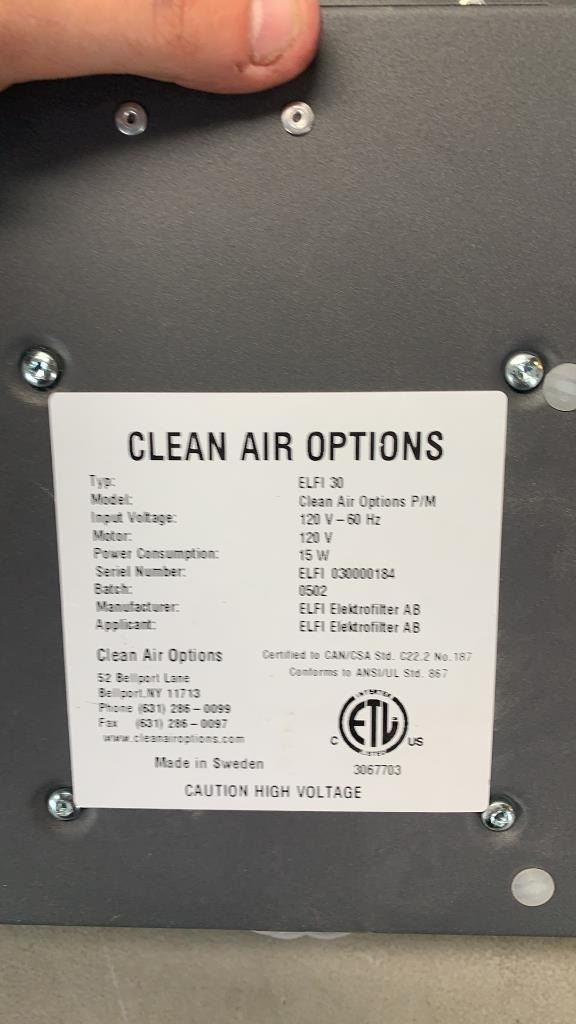 CLEAN AIR OPTIONS
Typ: ELFI 30
Model: Clean Air Options P/M
Input Voltage: 120 V – 60 Hz
Motor: 120 V
Power Consumption: 15 W
Seriel Number: ELFI 030000184
Batch: 0502
Manufacturer: ELFI Elektrofilter AB
Applicant: ELFI Elektrofilter AB
Clean Air Options
52 Bellport Lane
Bellport.NY 11713
Phone (631) 286 – 0099
Fax (631) 286 – 0097
www.cleanairoptions.com
Made in Sweden
Certified to CAN/CSA Std. C22.2 No.187
Conforms to ANSI/UL Std. 867
INTERTEK
ETL
LISTED
C US
3067703
CAUTION HIGH VOLTAGE